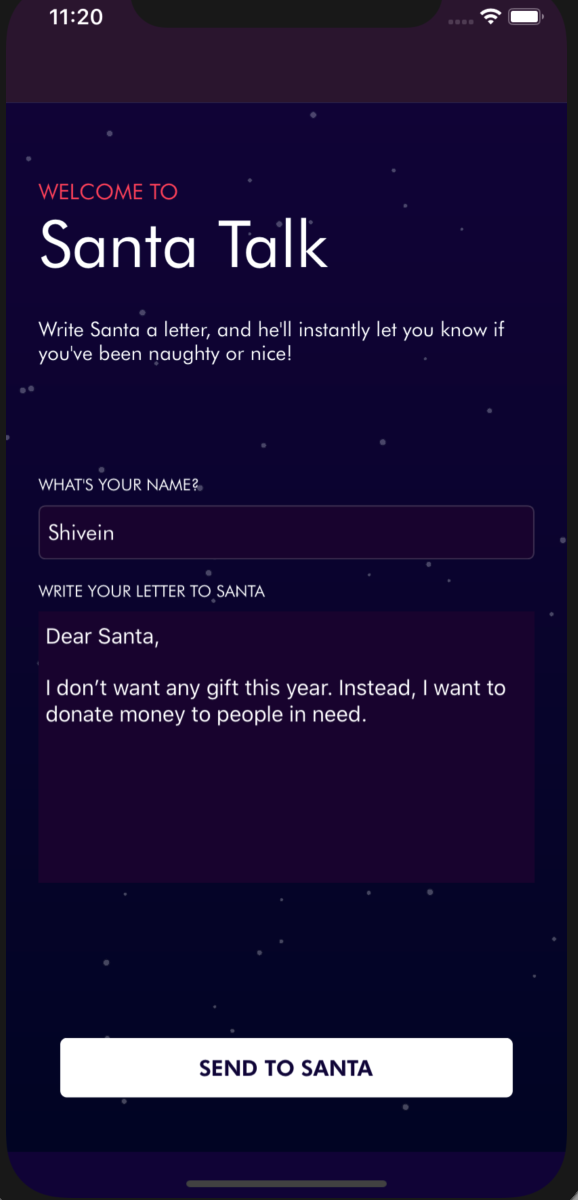 11:20
WELCOME TO
Santa Talk
Write Santa a letter, and he'll instantly let you know if
you've been naughty or nice!
WHAT'S YOUR NAME?
Shivein
WRITE YOUR LETTER TO SANTA
Dear Santa,
I don’t want any gift this year. Instead, I want to
donate money to people in need.
SEND TO SANTA